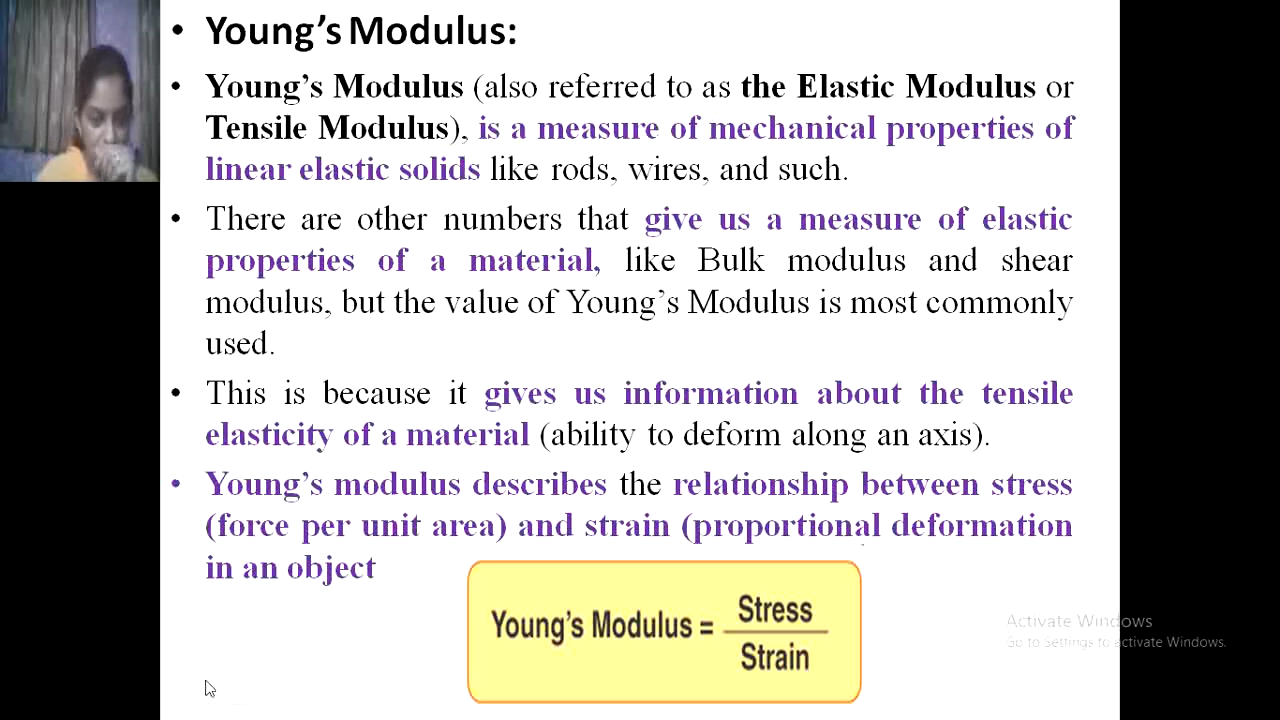 • Young's Modulus:
• Young's Modulus (also referred to as the Elastic Modulus or
Tensile Modulus), is a measure of mechanical properties of
linear elastic solids like rods, wires, and such.
• There are other numbers that give us a measure of elastic
properties of a material, like Bulk modulus and shear
modulus, but the value of Young's Modulus is most commonly
used.
• This is because it gives us information about the tensile
elasticity of a material (ability to deform along an axis).
• Young's modulus describes the relationship between stress
(force per unit area) and strain (proportional deformation
in an object
Young's Modulus = Stress
Strain
Activate Windows
Go to Settings to activate Windows.